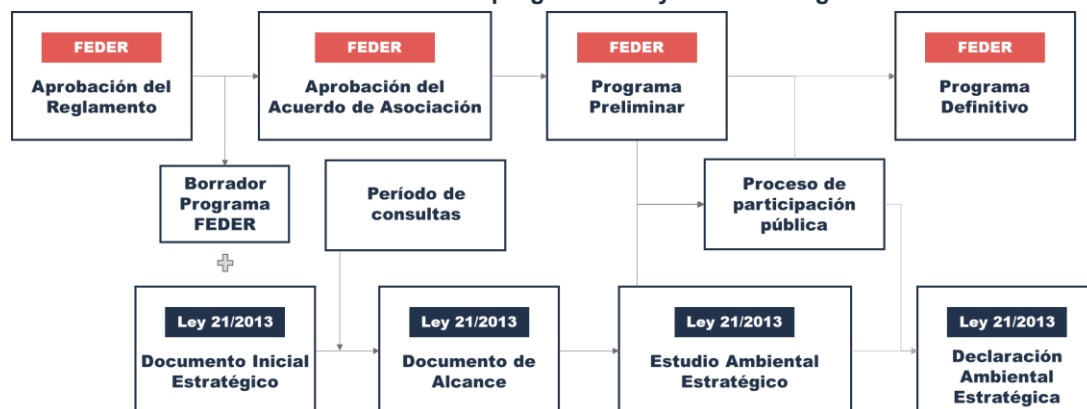 FEDER
Aprobación del
Reglamento
FEDER
Aprobación del
Acuerdo de Asociación
FEDER
Programa
Preliminar
FEDER
Programa
Definitivo
Borrador
Programa
FEDER
Período de
consultas
Proceso de
participación
pública
Ley 21/2013
Documento Inicial
Estratégico
Ley 21/2013
Documento de
Alcance
Ley 21/2013
Estudio Ambiental
Estratégico
Ley 21/2013
Declaración
Ambiental
Estratégica